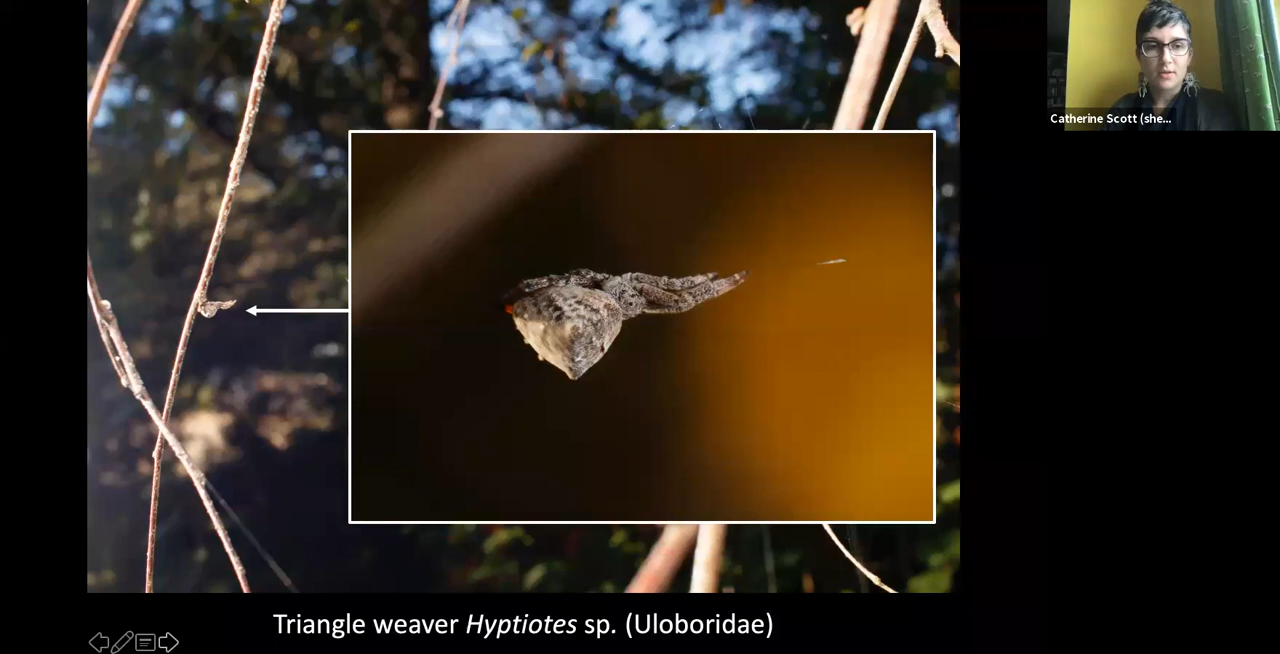 Catherine Scott (she...
Triangle weaver Hyptiotes sp. (Uloboridae)